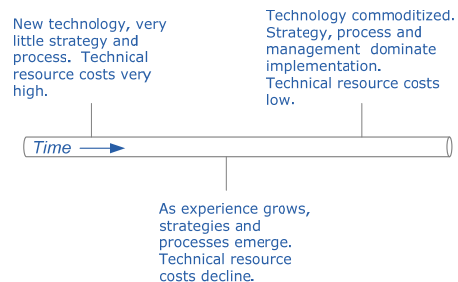 New technology, very
little strategy and
process. Technical
resource costs very
high.
Technology commoditized.
Strategy, process and
management dominate
implementation.
Technical resource costs
low.
Time
As experience grows,
strategies and
processes emerge.
Technical resource
costs decline.